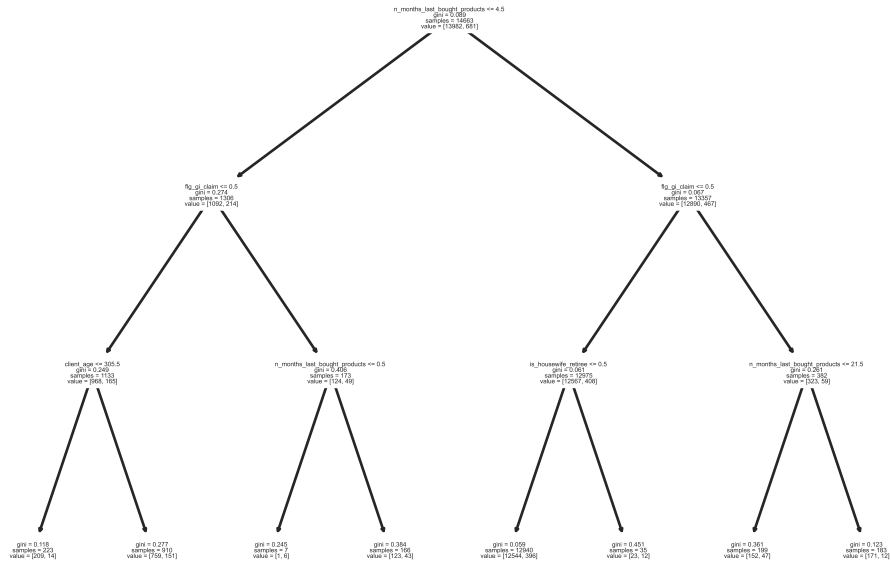 n_months_last_bought_products <= 4.5
gini = 0.089
samples = 14663
value = [13982, 681]
flg_gi_claim <= 0.5
gini = 0.274
samples = 1306
value = [1092, 214]
flg_gi_claim <= 0.5
gini = 0.067
samples = 13357
value = [12890, 467]
client_age <= 305.5
gini = 0.249
samples = 1133
value = [968, 165]
n_months_last_bought_products <= 0.5
gini = 0.406
samples = 173
value = [124, 49]
is_housewife_retiree <= 0.5
gini = 0.061
samples = 12975
value = [12567, 408]
n_months_last_bought_products <= 21.5
gini = 0.261
samples = 382
value = [323, 59]
gini = 0.118
samples = 223
value = [209, 14]
gini = 0.277
samples = 910
value = [759, 151]
gini = 0.245
samples = 7
value = [1, 6]
gini = 0.384
samples = 166
value = [123, 43]
gini = 0.059
samples = 12940
value = [12544, 396]
gini = 0.451
samples = 35
value = [23, 12]
gini = 0.361
samples = 199
value = [152, 47]
gini = 0.123
samples = 183
value = [171, 12]